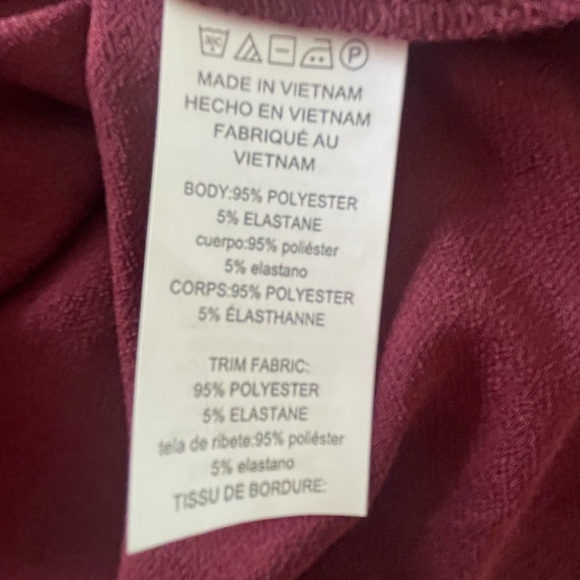 P
MADE IN VIETNAM
HECHO EN VIETNAM
FABRIQUÉ AU
VIETNAM
BODY:95% POLYESTER
5% ELASTANE
cuerpo:95% poliéster
5% elastano
CORPS:95% POLYESTER
5% ÉLASTHANNE
TRIM FABRIC:
95% POLYESTER
5% ELASTANE
tela de ribete:95% poliéster
5% elastano
TISSU DE BORDURE: